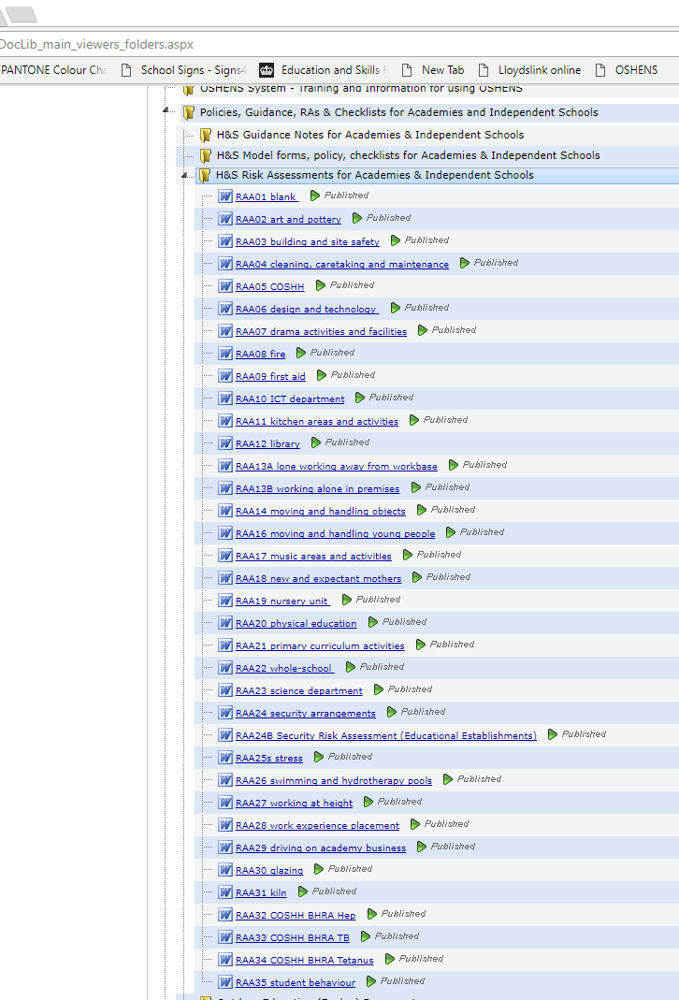 DocLib_main_viewers_folders.aspx
PANTONE Colour Cha School Signs - Signs4 Education and Skills F New Tab Lloydslink online OSHENS
OSHENS System - Training and Information for using OSHENS
Policies, Guidance, RAs & Checklists for Academies and Independent Schools
H&S Guidance Notes for Academies & Independent Schools
H&S Model forms, policy, checklists for Academies & Independent Schools
H&S Risk Assessments for Academies & Independent Schools
RAA01 blank Published
RAA02 art and pottery Published
RAA03 building and site safety Published
RAA04 cleaning, caretaking and maintenance Published
RAA05 COSHH Published
RAA06 design and technology Published
RAA07 drama activities and facilities Published
RAA08 fire Published
RAA09 first aid Published
RAA10 ICT department Published
RAA11 kitchen areas and activities Published
RAA12 library Published
RAA13A lone working away from workbase Published
RAA13B working alone in premises Published
RAA14 moving and handling objects Published
RAA16 moving and handling young people Published
RAA17 music areas and activities Published
RAA18 new and expectant mothers Published
RAA19 nursery unit Published
RAA20 physical education Published
RAA21 primary curriculum activities Published
RAA22 whole-school Published
RAA23 science department Published
RAA24 security arrangements Published
RAA24B Security Risk Assessment (Educational Establishments) Published
RAA25s stress Published
RAA26 swimming and hydrotherapy pools Published
RAA27 working at height Published
RAA28 work experience placement Published
RAA29 driving on academy business Published
RAA30 glazing Published
RAA31 kiln Published
RAA32 COSHH BHRA Hep Published
RAA33 COSHH BHRA TB Published
RAA34 COSHH BHRA Tetanus Published
RAA35 student behaviour Published